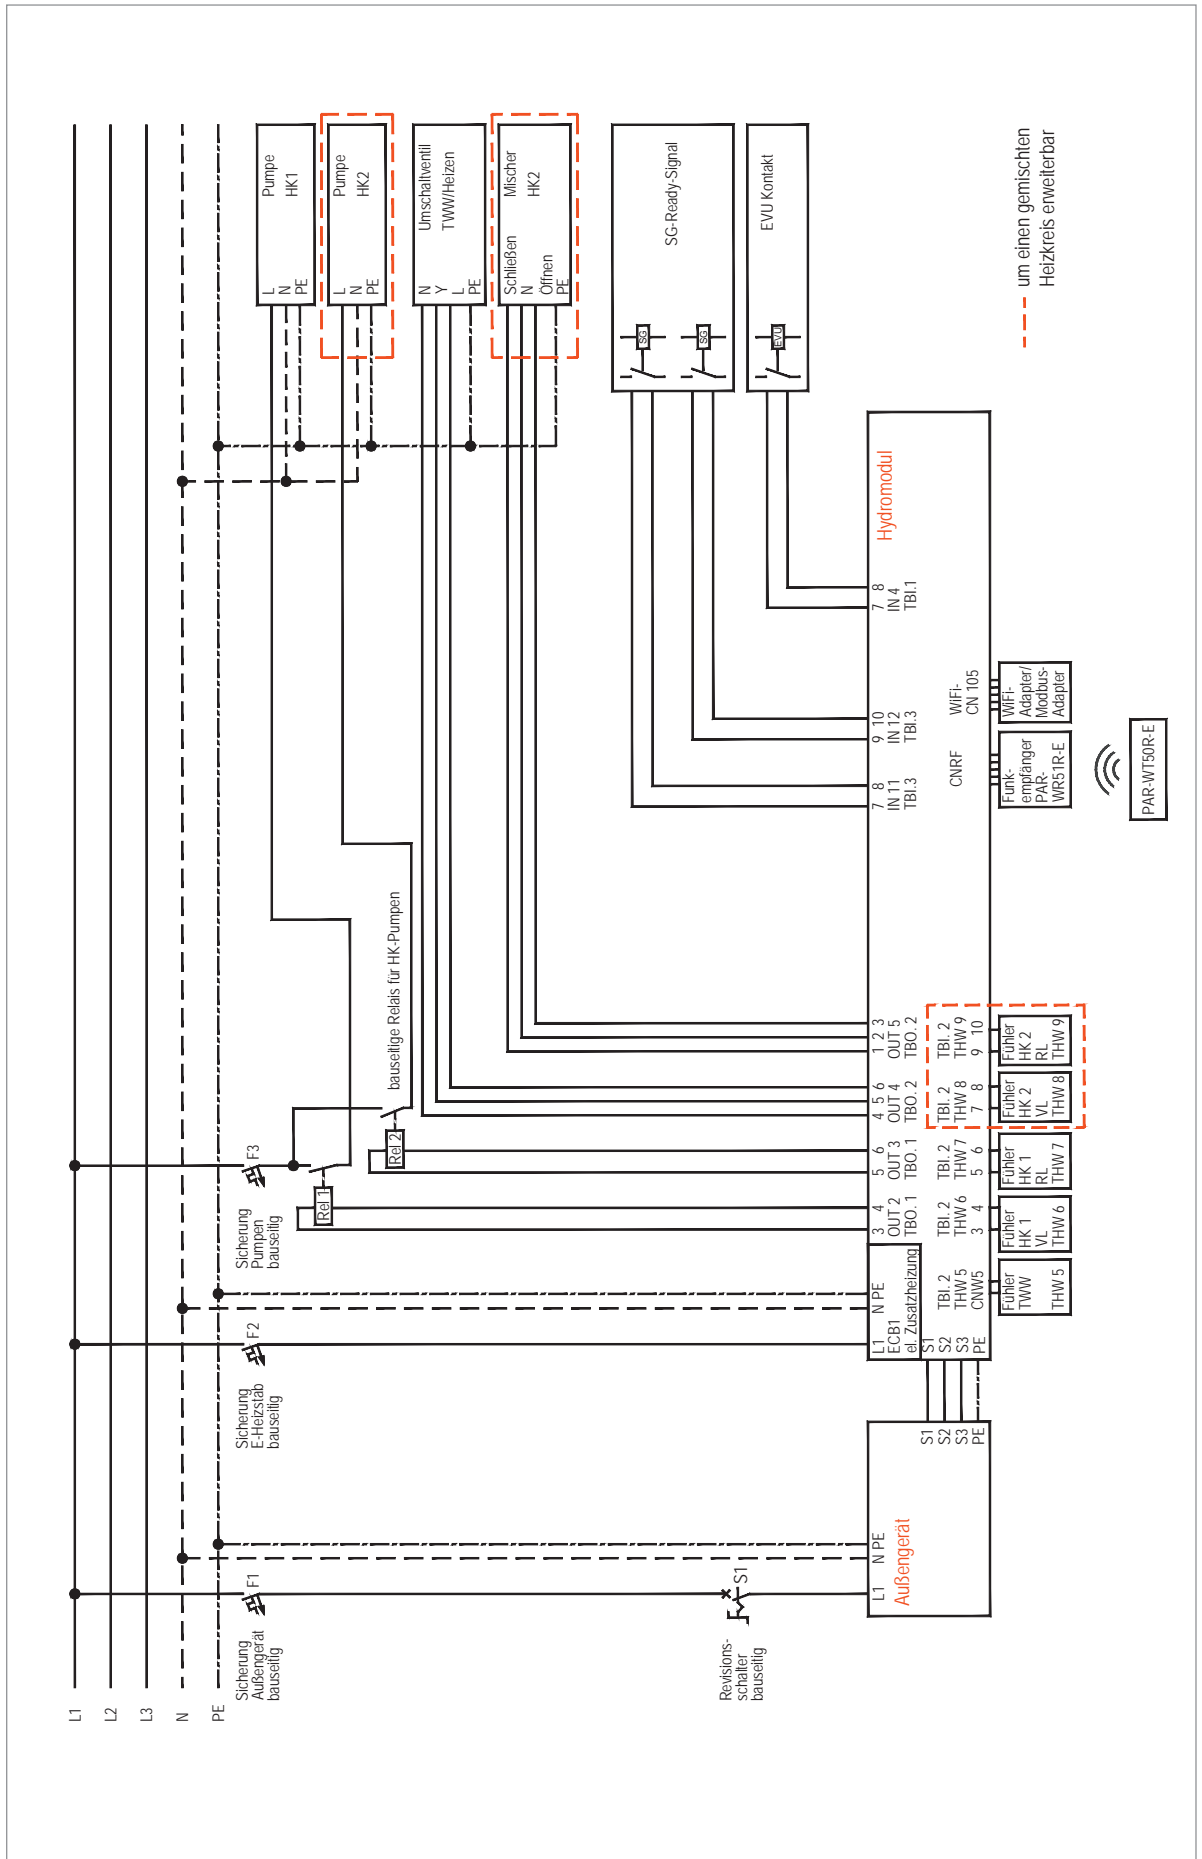 L1
L2
L3
N
PE
Sicherung
Außengerät
bauseitig
F1
Sicherung
E-Heizstab
bauseitig
F2
Sicherung
Pumpen
bauseitig
F3
Rel 1
Rel 2
bauseitige Relais für HK-Pumpen
Revisions-
schalter
bauseitig
S1
Pumpe
HK1
L
N
PE
Pumpe
HK2
L
N
PE
Umschaltventil
TWW/Heizen
N
Y
L
PE
Mischer
HK2
Schließen
N
Öffnen
PE
SG-Ready-Signal
SG
SG
EVU Kontakt
EVU
um einen gemischten
Heizkreis erweiterbar
Außengerät
L1
N PE
S1
S2
S3
PE
Hydromodul
L1
N PE
ECB1
el. Zusatzheizung
S1
S2
S3
PE
3 4
OUT 2
TBO. 1
5 6
OUT 3
TBO. 1
4 5 6
OUT 4
TBO. 2
1 2 3
OUT 5
TBO. 2
7 8
IN 11
TBI.3
9 10
IN 12
TBI.3
7 8
IN 4
TBI.1
TBI. 2
THW 5
CNW5
TBI. 2
THW 6
3 4
TBI. 2
THW 7
5 6
TBI. 2
THW 8
7 8
TBI. 2
THW 9
9 10
CNRF
WiFi-
CN 105
Fühler
TWW
THW 5
Fühler
HK 1
VL
THW 6
Fühler
HK 1
RL
THW 7
Fühler
HK 2
VL
THW 8
Fühler
HK 2
RL
THW 9
Funk-
empfänger
PAR-
WR51R-E
WiFi-
Adapter/
Modbus-
Adapter
PAR-WT50R-E